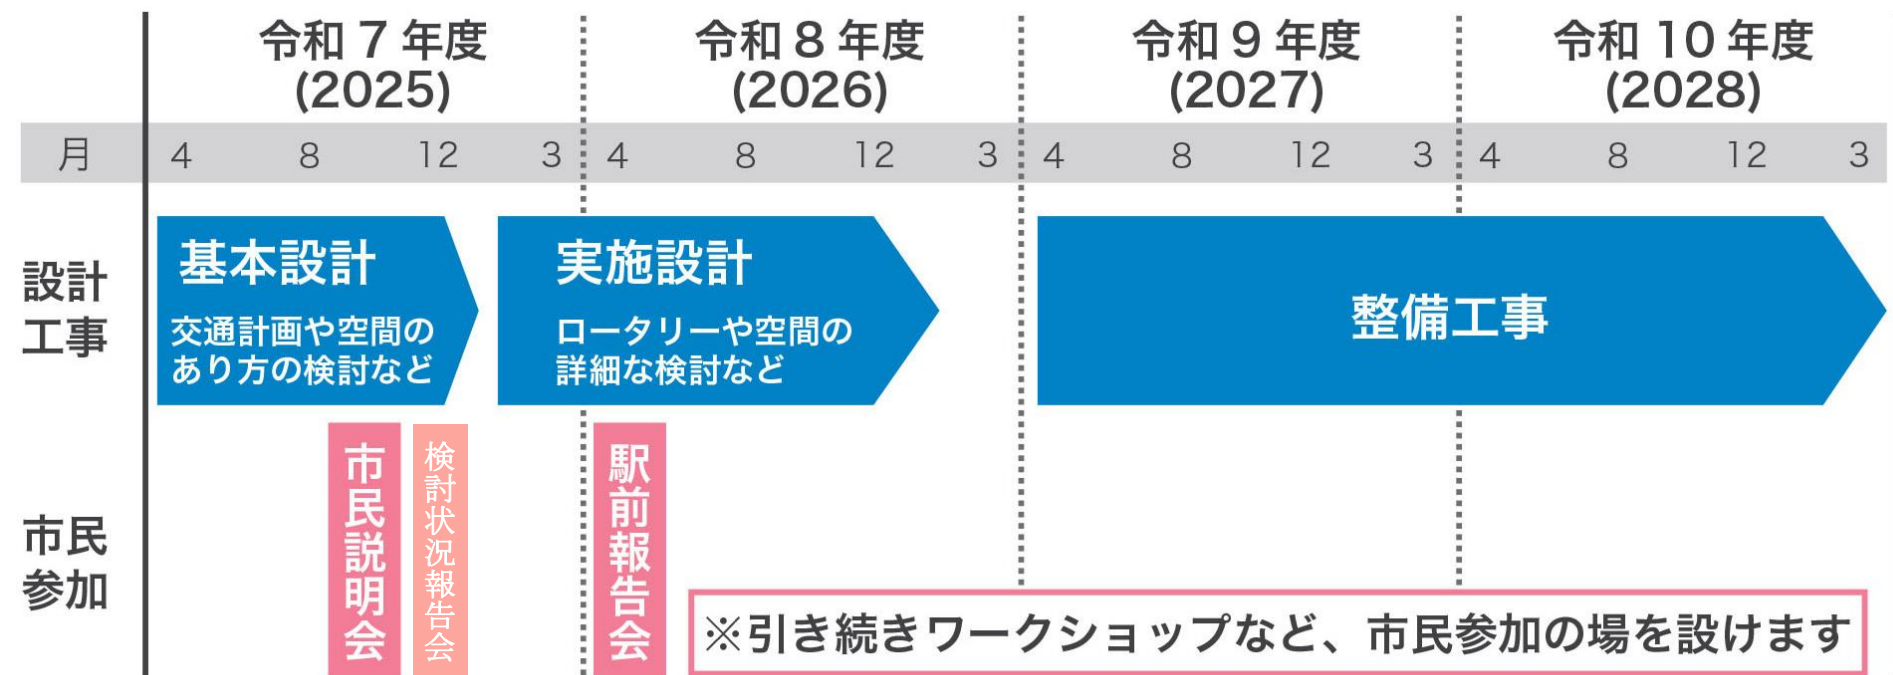 令和 7 年度
(2025)
令和 8 年度
(2026)
令和 9 年度
(2027)
令和 10 年度
(2028)
月 4 8 12 3 4 8 12 3 4 8 12 3 4 8 12 3
設計
工事
基本設計
交通計画や空間の
あり方の検討など
実施設計
ロータリーや空間の
詳細な検討など
整備工事
市民
参加
市民説明会
検討状況報告会
駅前報告会
※引き続きワークショップなど、市民参加の場を設けます